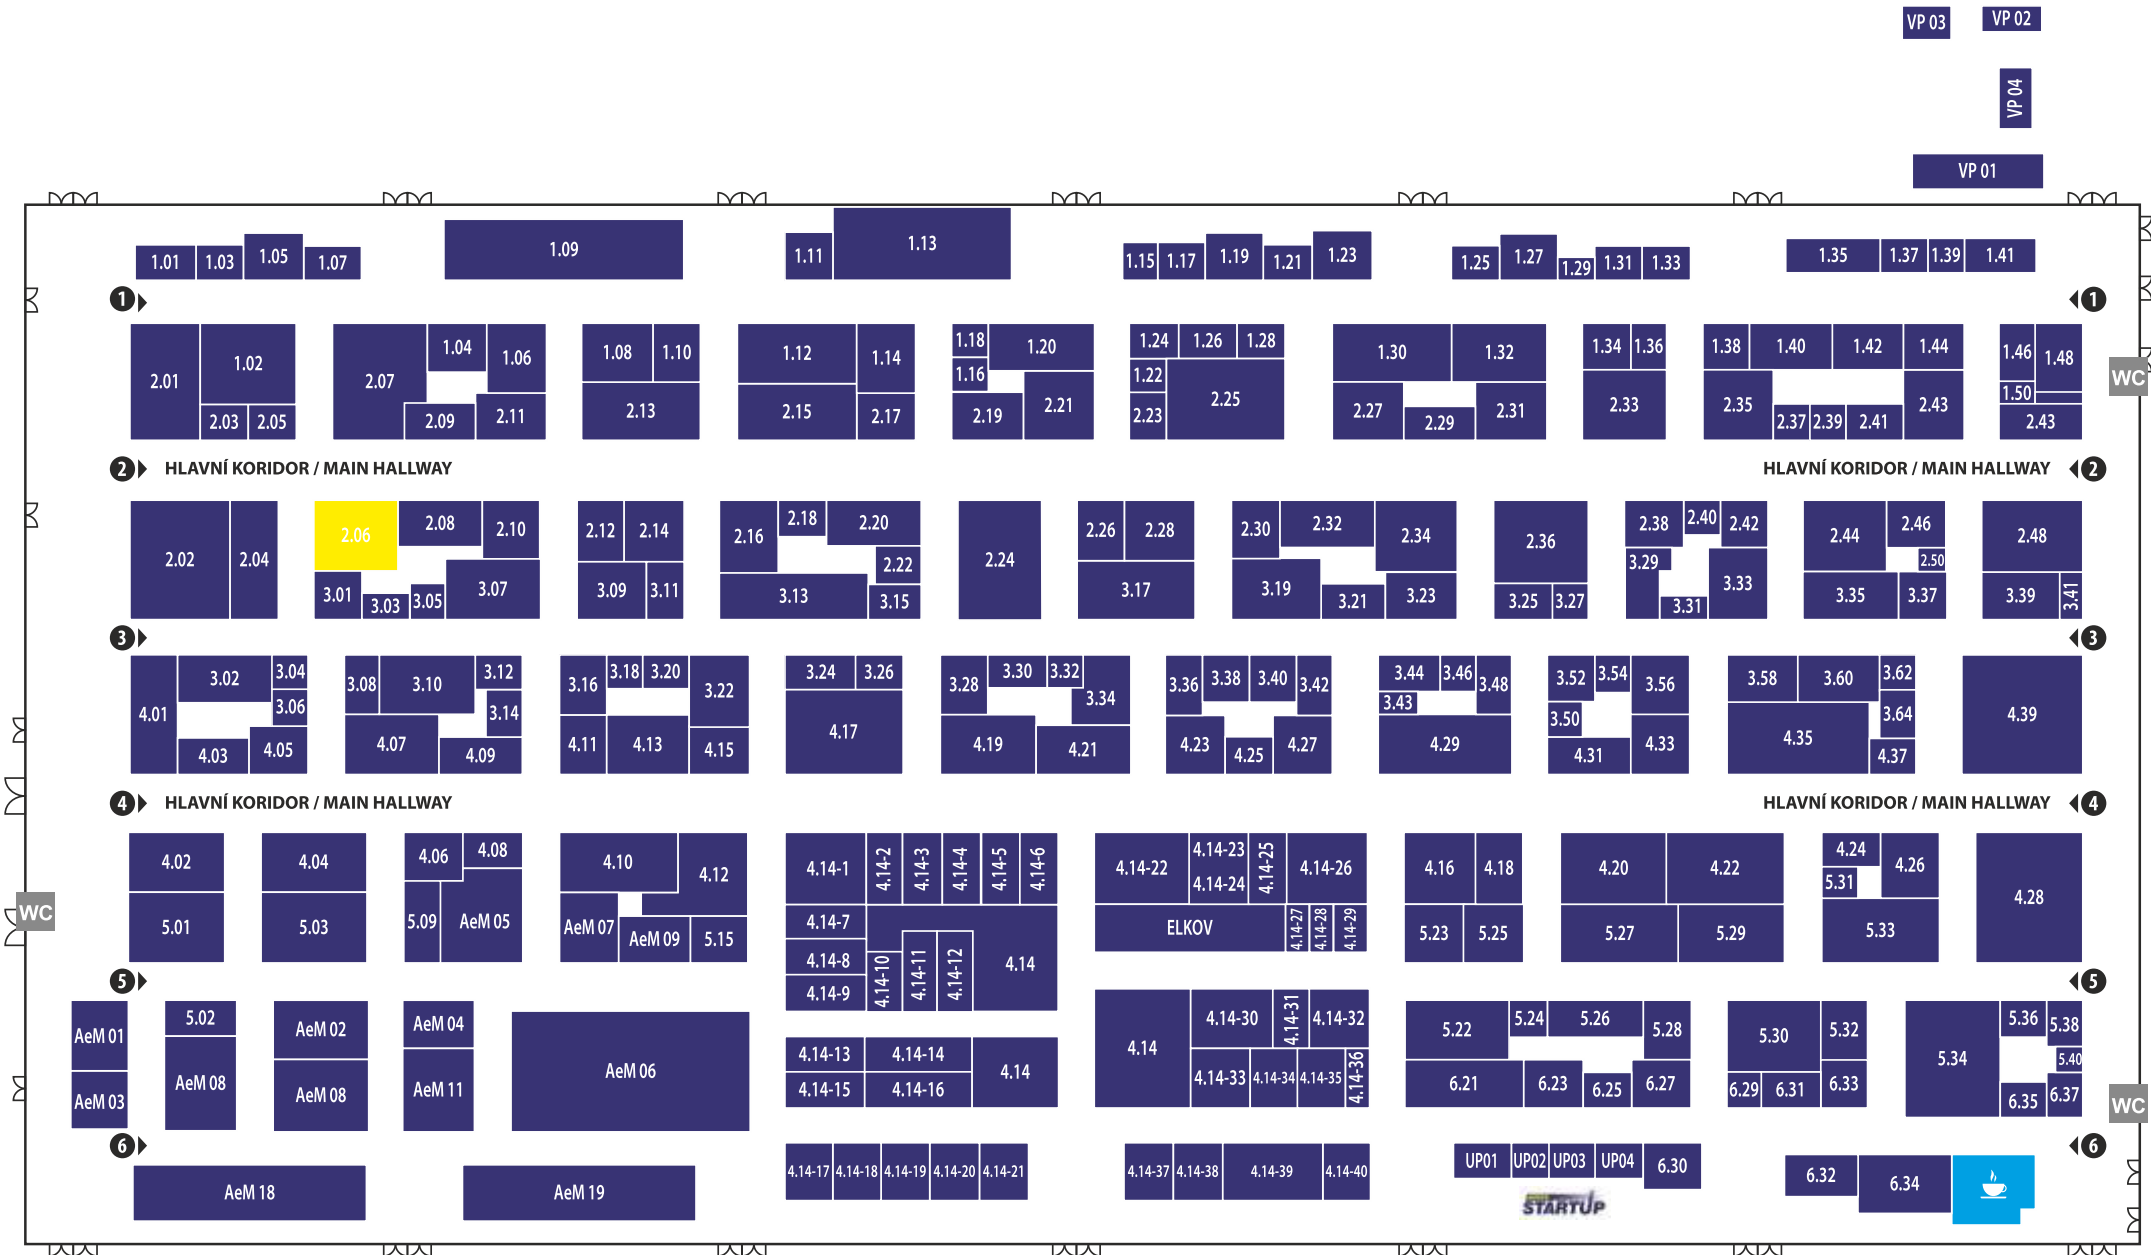 VP 03 VP 02
VP 04
VP 01
1.01 1.03 1.05 1.07 1.09 1.11 1.13 1.15 1.17 1.19 1.21 1.23 1.25 1.27 1.29 1.31 1.33 1.35 1.37 1.39 1.41
1 1
2.01 1.02 2.07 1.04 1.06 1.08 1.10 1.12 1.14 1.18 1.20 1.24 1.26 1.28 1.30 1.32 1.34 1.36 1.38 1.40 1.42 1.44 1.46 1.48
WC
1.16 1.22 1.50
2.03 2.05 2.09 2.11 2.13 2.15 2.17 2.19 2.21 2.23 2.25 2.27 2.29 2.31 2.33 2.35 2.37 2.39 2.41 2.43 2.43
2 HLAVNÍ KORIDOR / MAIN HALLWAY HLAVNÍ KORIDOR / MAIN HALLWAY 2
2.02 2.04 2.06 2.08 2.10 2.12 2.14 2.16 2.18 2.20 2.22 2.24 2.26 2.28 2.30 2.32 2.34 2.36 2.38 2.40 2.42 2.44 2.46 2.50 2.48
3.01 3.03 3.05 3.07 3.09 3.11 3.13 3.15 3.17 3.19 3.21 3.23 3.25 3.27 3.29 3.31 3.33 3.35 3.37 3.39 3.41
3 3
4.01 3.02 3.04 3.06 3.08 3.10 3.12 3.14 3.16 3.18 3.20 3.22 3.24 3.26 3.28 3.30 3.32 3.34 3.36 3.38 3.40 3.42 3.44 3.46 3.48 3.43 3.52 3.54 3.56 3.50 3.58 3.60 3.62 3.64 4.39
4.03 4.05 4.07 4.09 4.11 4.13 4.15 4.17 4.19 4.21 4.23 4.25 4.27 4.29 4.31 4.33 4.35 4.37
4 HLAVNÍ KORIDOR / MAIN HALLWAY HLAVNÍ KORIDOR / MAIN HALLWAY 4
4.02 4.04 4.06 4.08 4.10 4.12 4.14-1 4.14-2 4.14-3 4.14-4 4.14-5 4.14-6 4.14-22 4.14-23 4.14-24 4.14-25 4.14-26 4.16 4.18 4.20 4.22 4.24 4.26 4.28
WC
5.01 5.03 5.09 AeM 05 AeM 07 AeM 09 5.15 4.14-7 ELKOV 4.14-27 4.14-28 4.14-29 5.23 5.25 5.27 5.29 5.31 5.33
4.14-8 4.14-9 4.14-10 4.14-11 4.14-12 4.14
5 5
AeM 01 5.02 AeM 02 AeM 04 AeM 06 4.14 4.14-30 4.14-31 4.14-32 5.22 5.24 5.26 5.28 5.30 5.32 5.34 5.36 5.38 5.40
AeM 03 AeM 08 AeM 08 AeM 11 4.14-13 4.14-14 4.14 4.14-33 4.14-34 4.14-35 4.14-36 6.21 6.23 6.25 6.27 6.29 6.31 6.33 6.35 6.37
4.14-15 4.14-16
WC
6 6
AeM 18 AeM 19 4.14-17 4.14-18 4.14-19 4.14-20 4.14-21 4.14-37 4.14-38 4.14-39 4.14-40 UP01 UP02 UP03 UP04 6.30 6.32 6.34
STARTUP